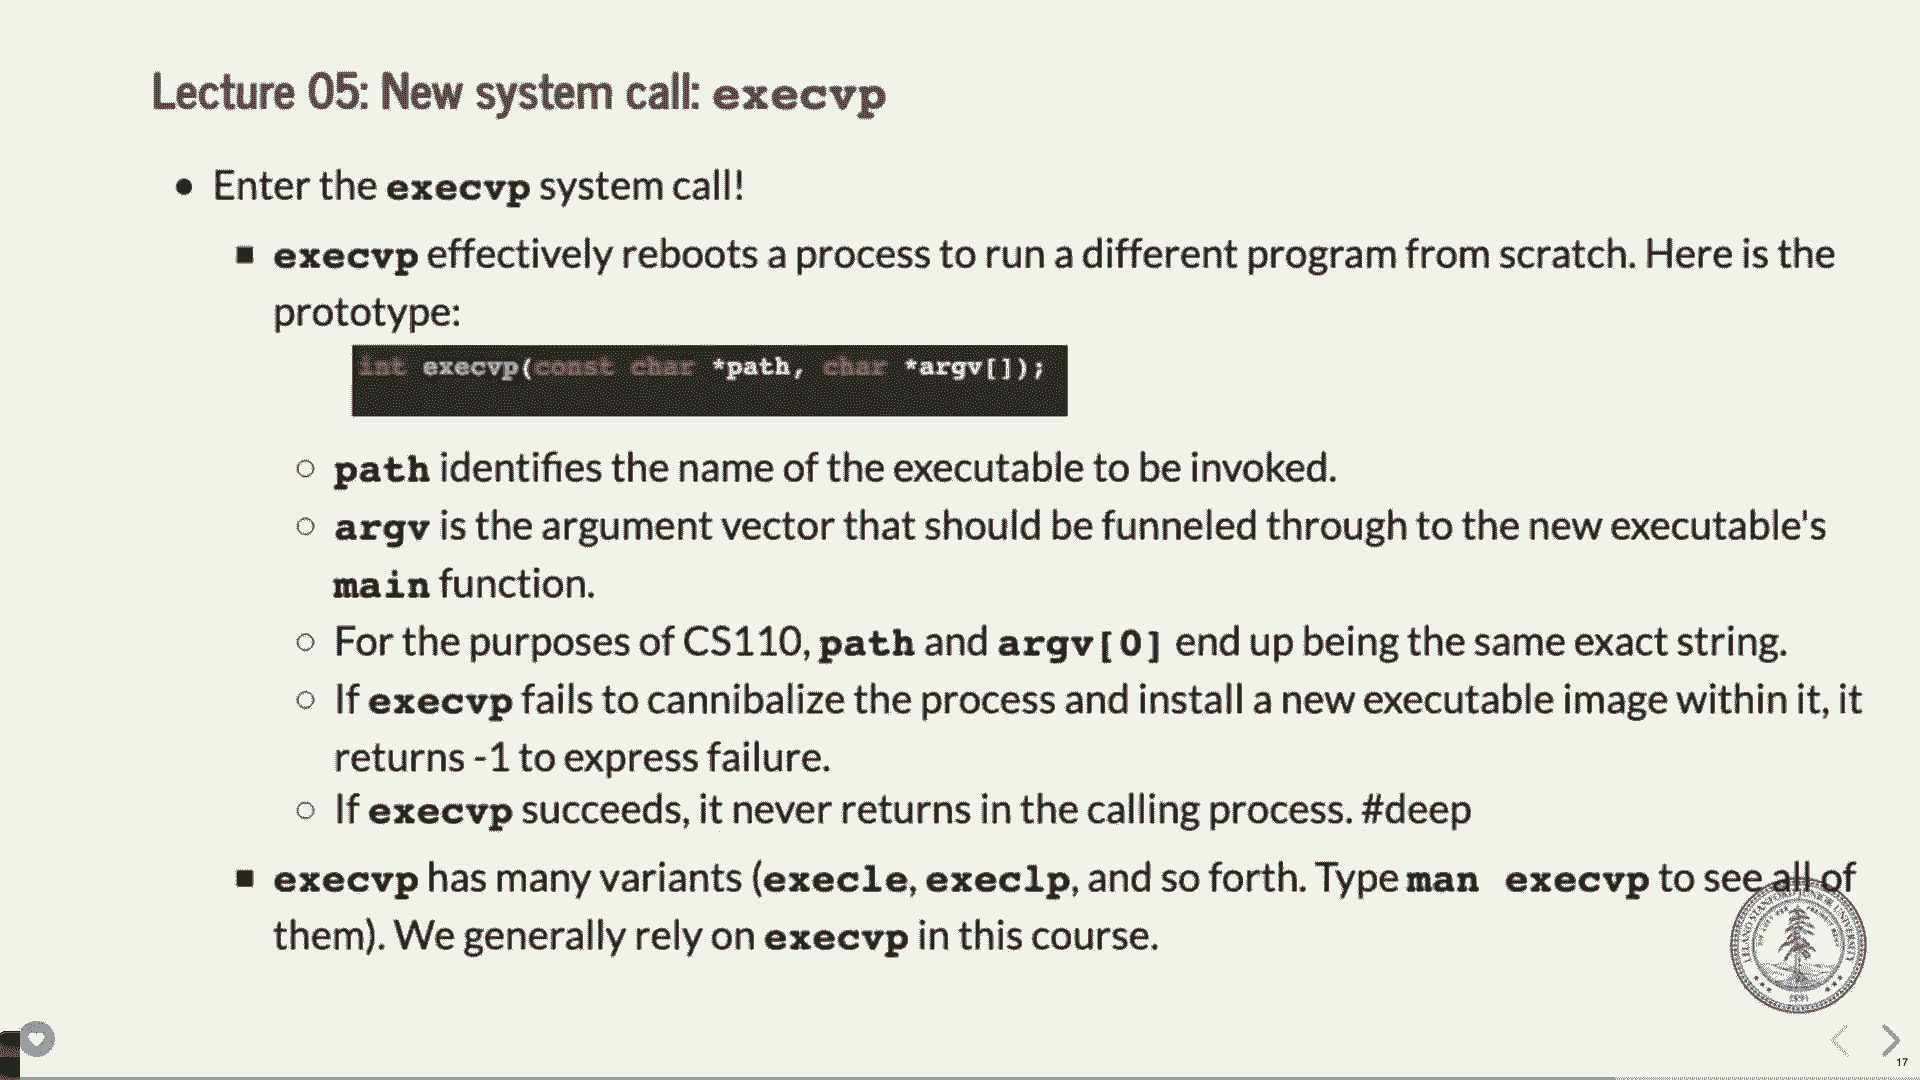 Lecture 05: New system call: execvp
Enter the execvp system call!
execvp effectively reboots a process to run a different program from scratch. Here is the
prototype:
int execvp(const char *path, char *argv[]);
path identifies the name of the executable to be invoked.
argv is the argument vector that should be funneled through to the new executable's
main function.
For the purposes of CS110, path and argv[0] end up being the same exact string.
If execvp fails to cannibalize the process and install a new executable image within it, it
returns -1 to express failure.
If execvp succeeds, it never returns in the calling process. #deep
execvp has many variants (execle, execlp, and so forth. Type man execvp to see all of
them). We generally rely on execvp in this course.
LELAND STANFORD JUNIOR UNIVERSITY
17